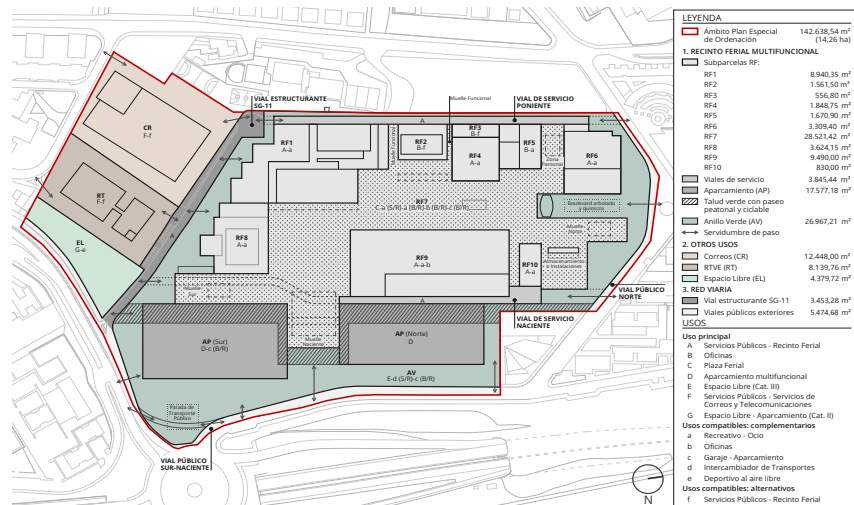 VIAL ESTRUCTURANTE
SG-11
Muelle Funcional
VIAL DE SERVICIO
PONIENTE
A
CR
F-f
RF1
A-a
Muelle Funcional
RF2
B-f
RF3
B-f
RF4
A-a
RF5
B-a
Zona
Personal
RF6
A-a
RT
F-f
RF7
C-a (S/R)-a (B/R)-b (B/R)-c (B/R)
Boulevard arbolado
y quioscos
EL
G-e
A
RF8
A-a
Muelle
Norte
RF9
A-a-b
RF10
A-a
Almacenamiento
e Instalaciones
Muelle
Sur
A
VIAL PÚBLICO
NORTE
VIAL DE SERVICIO
NACIENTE
AP (Sur)
D-c (B/R)
Muelle
Naciente
AP (Norte)
D
AV
E-d (S/R)-c (B/R)
Parada de
Transporte
Público
VIAL PÚBLICO
SUR-NACIENTE
N
LEYENDA
Ámbito Plan Especial 142.638,54 m²
de Ordenación (14,26 ha)
1. RECINTO FERIAL MULTIFUNCIONAL
Subparcelas RF:
RF1 8.940,35 m²
RF2 1.561,50 m²
RF3 556,80 m²
RF4 1.848,75 m²
RF5 1.670,90 m²
RF6 3.309,40 m²
RF7 28.521,42 m²
RF8 3.624,15 m²
RF9 9.490,00 m²
RF10 830,00 m²
Viales de servicio 3.845,44 m²
Aparcamiento (AP) 17.577,18 m²
Talud verde con paseo
peatonal y ciclable
Anillo Verde (AV) 26.967,21 m²
Servidumbre de paso
2. OTROS USOS
Correos (CR) 12.448,00 m²
RTVE (RT) 8.139,76 m²
Espacio Libre (EL) 4.379,72 m²
3. RED VIARIA
Vial estructurante SG-11 3.453,28 m²
Viales públicos exteriores 5.474,68 m²
USOS
Uso principal
A Servicios Públicos - Recinto Ferial
B Oficinas
C Plaza Ferial
D Aparcamiento multifuncional
E Espacio Libre (Cat. III)
F Servicios Públicos - Servicios de
Correos y Telecomunicaciones
G Espacio Libre - Aparcamiento (Cat. II)
Usos compatibles: complementarios
a Recreativo - Ocio
b Oficinas
c Garaje - Aparcamiento
d Intercambiador de Transportes
e Deportivo al aire libre
Usos compatibles: alternativos
f Servicios Públicos - Recinto Ferial